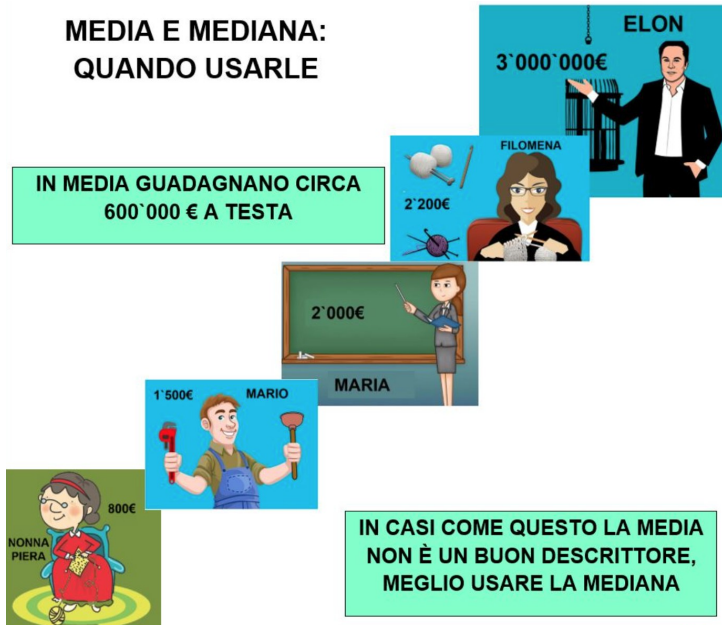 MEDIA E MEDIANA:
QUANDO USARLE
ELON
3`000`000€
FILOMENA
2`200€
IN MEDIA GUADAGNANO CIRCA
600`000 € A TESTA
2`000€
MARIA
1`500€
MARIO
800€
NONNA
PIERA
IN CASI COME QUESTO LA MEDIA
NON È UN BUON DESCRITTORE,
MEGLIO USARE LA MEDIANA